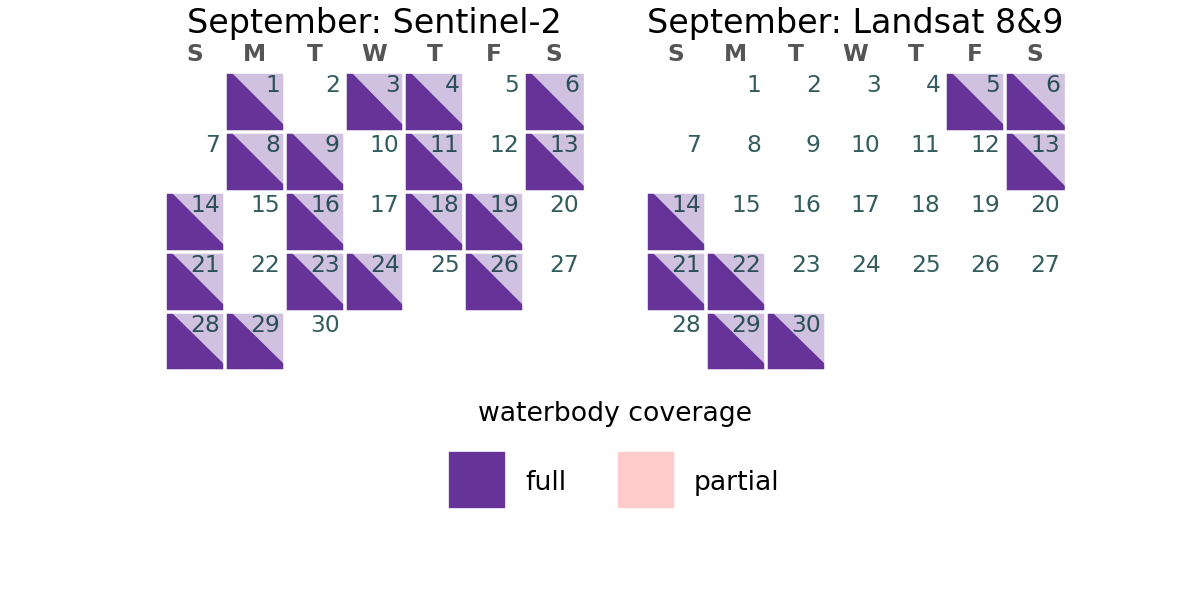 September: Sentinel-2
S M T W T F S
1 2 3 4 5 6
7 8 9 10 11 12 13
14 15 16 17 18 19 20
21 22 23 24 25 26 27
28 29 30
September: Landsat 8&9
S M T W T F S
1 2 3 4 5 6
7 8 9 10 11 12 13
14 15 16 17 18 19 20
21 22 23 24 25 26 27
28 29 30
waterbody coverage
full partial